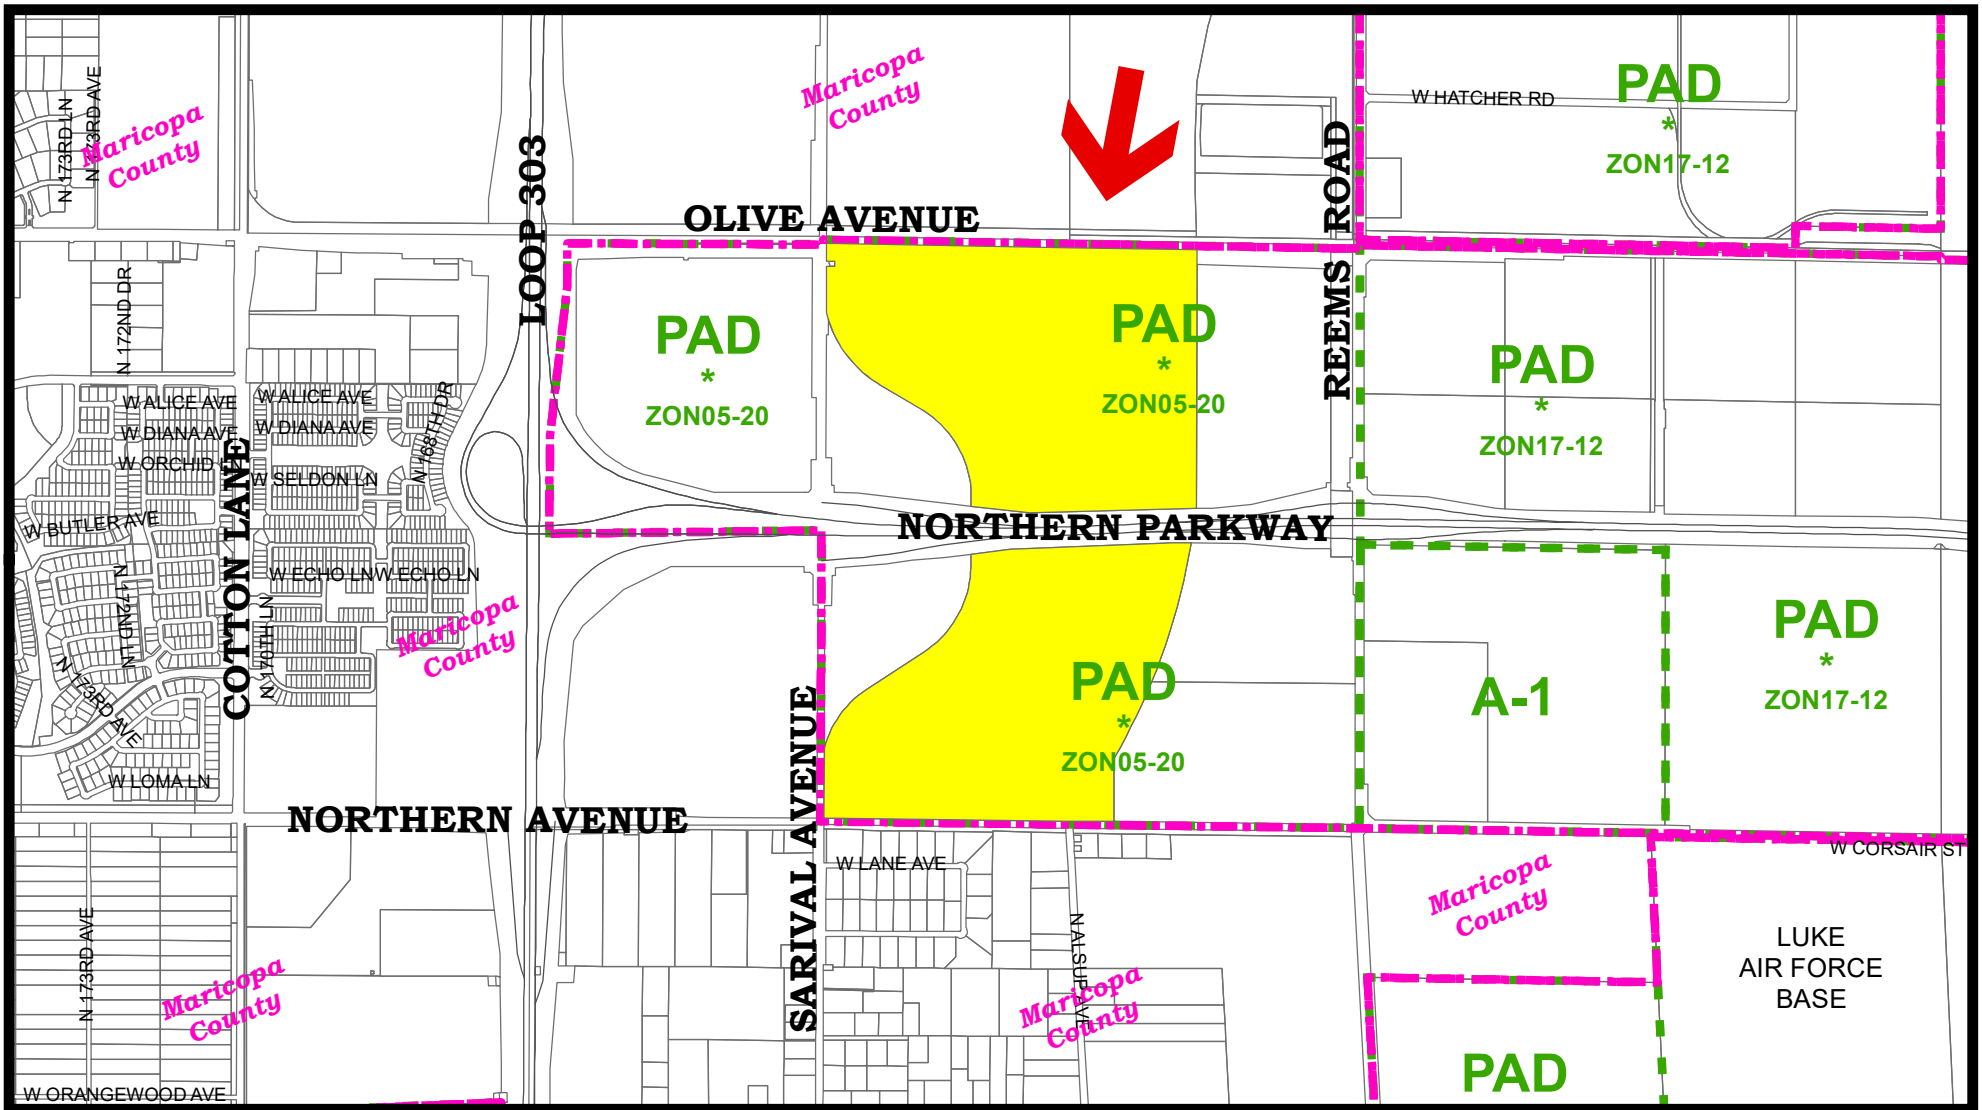 Maricopa
County
Maricopa
County
PAD
*
ZON17-12
W HATCHER RD
N 173RD LN
N 173RD AVE
LOOP 303
OLIVE AVENUE
REEMS ROAD
N 172ND DR
PAD
*
ZON05-20
PAD
*
ZON05-20
PAD
*
ZON17-12
W ALICE AVE
W ALICE AVE
W DIANA AVE
W DIANA AVE
W ORCHID LN
W SELDON LN
N 168TH DR
COTTON LANE
W BUTLER AVE
NORTHERN PARKWAY
W ECHO LN
W ECHO LN
N 172ND LN
N 170TH LN
Maricopa
County
N 173RD AVE
W LOMA LN
PAD
*
ZON05-20
A-1
PAD
*
ZON17-12
NORTHERN AVENUE
SARIVAL AVENUE
W LANE AVE
W CORSAIR ST
Maricopa
County
N 173RD AVE
N ALSUP AVE
LUKE
AIR FORCE
BASE
Maricopa
County
Maricopa
County
PAD
W ORANGEWOOD AVE